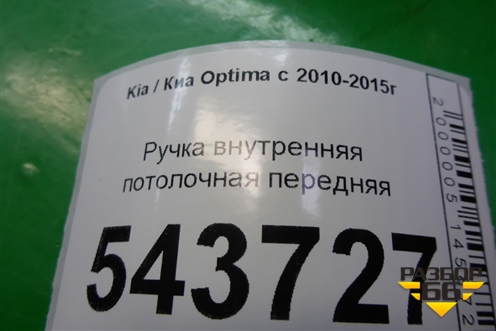 Kia / Киа Optima с 2010-2015г
Ручка внутренняя
потолочная передняя
543727
РАЗБОР
66